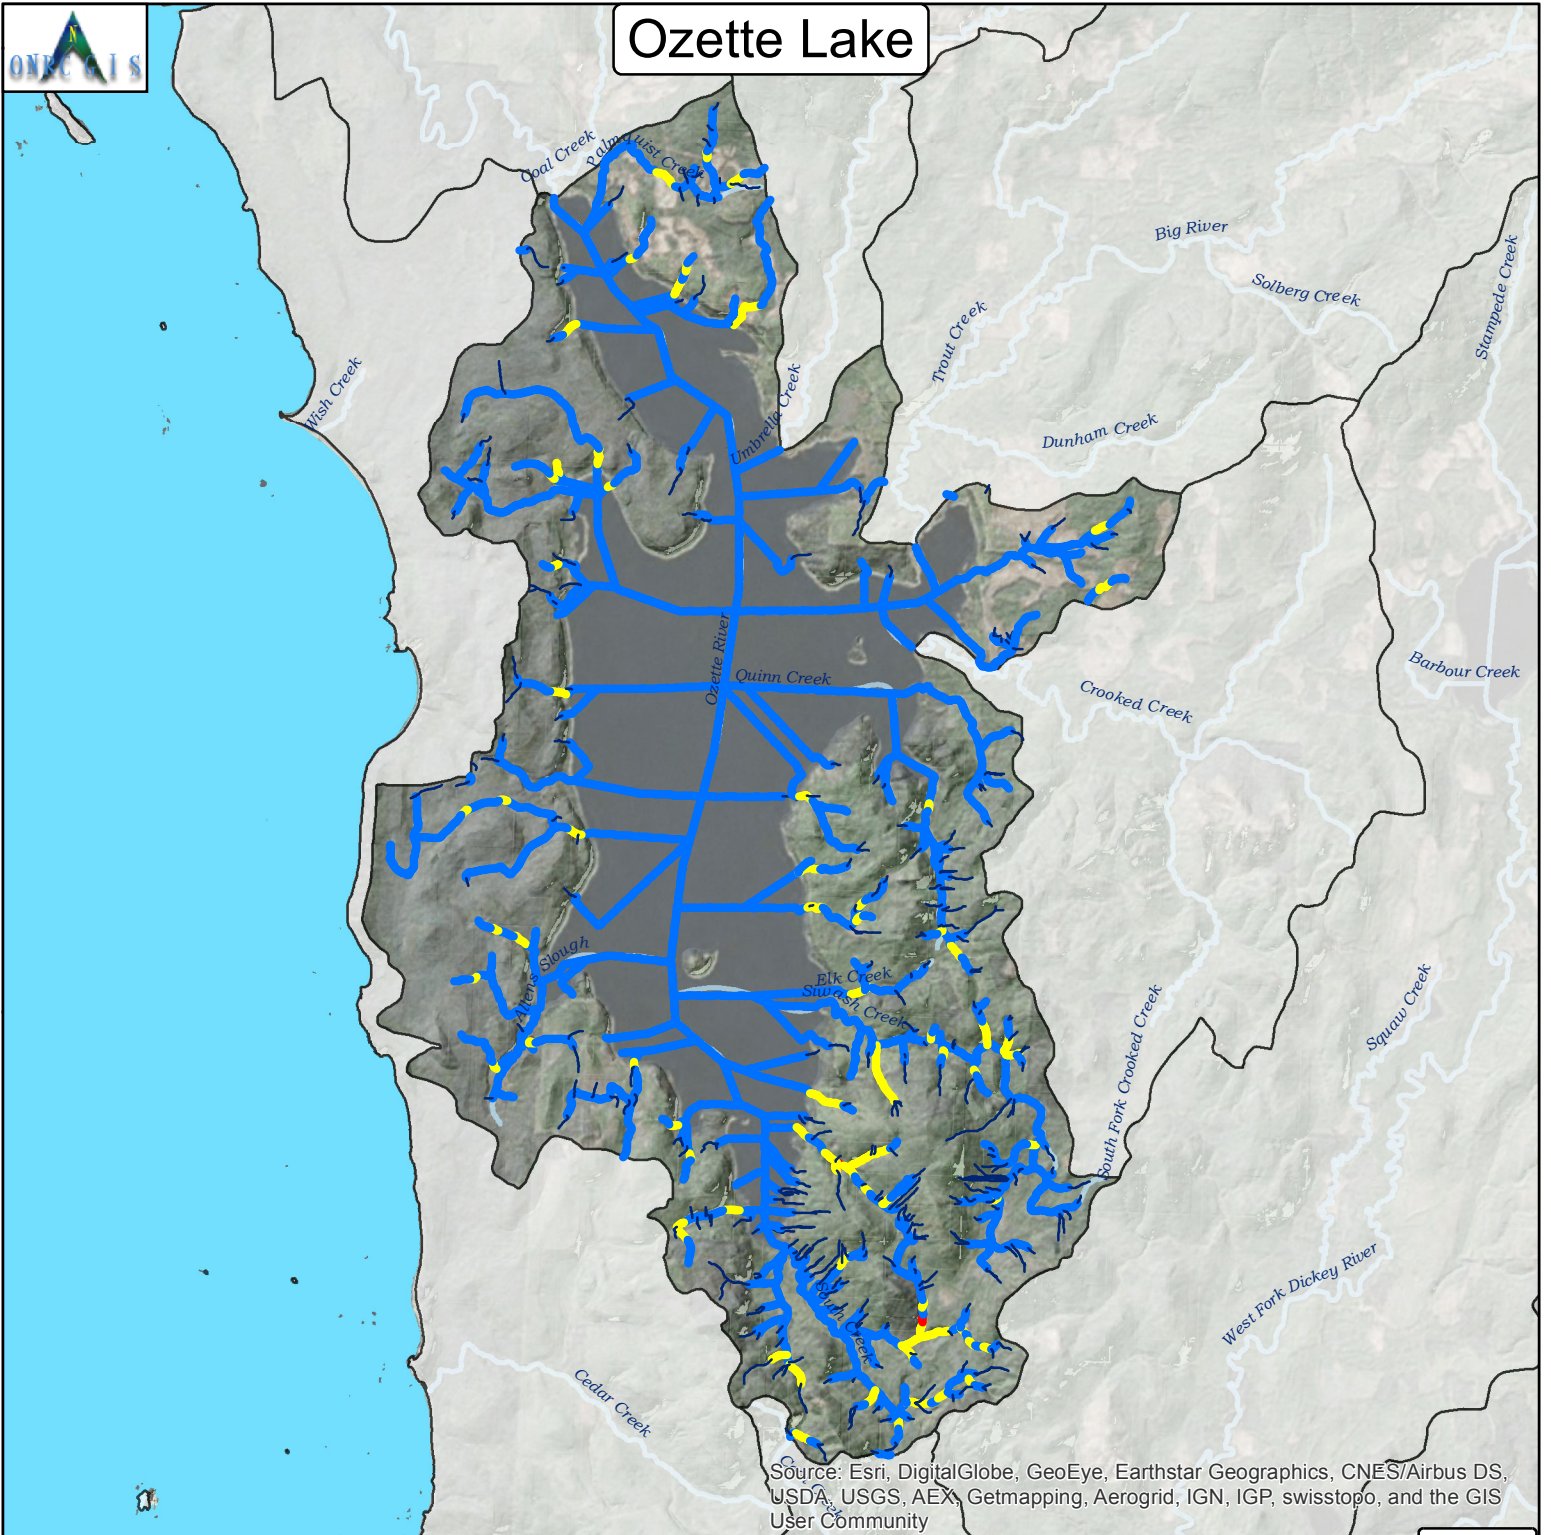 Ozette Lake
N
ONRC GIS
Coal Creek
Palmquist Creek
Big River
Solberg Creek
Stampede Creek
Trout Creek
Wish Creek
Umbrella Creek
Dunham Creek
Ozette River
Quinn Creek
Crooked Creek
Barbour Creek
Allens Slough
Elk Creek
Siwash Creek
Squaw Creek
South Fork Crooked Creek
West Fork Dickey River
South Creek
Cedar Creek
Creek
Source: Esri, DigitalGlobe, GeoEye, Earthstar Geographics, CNES/Airbus DS,
USDA, USGS, AEX, Getmapping, Aerogrid, IGN, IGP, swisstopo, and the GIS
User Community